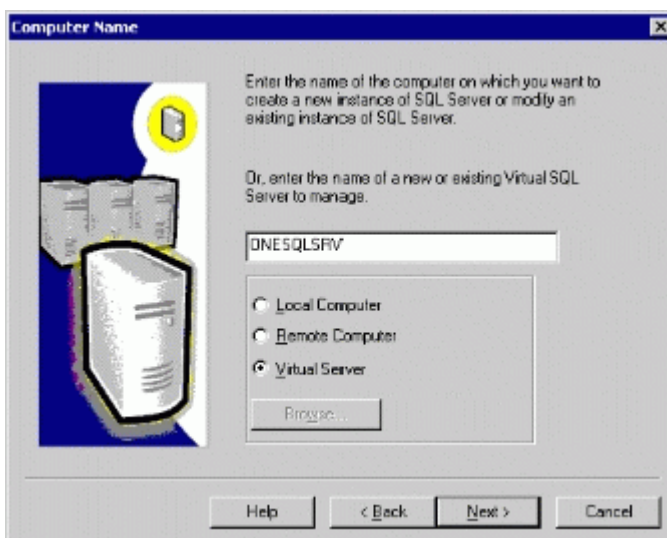 Computer Name
Enter the name of the computer on which you want to
create a new instance of SQL Server or modify an
existing instance of SQL Server.
Or, enter the name of a new or existing Virtual SQL
Server to manage.
ONESQLSRV
Local Computer
Remote Computer
Virtual Server
Browse...
Help
< Back
Next >
Cancel